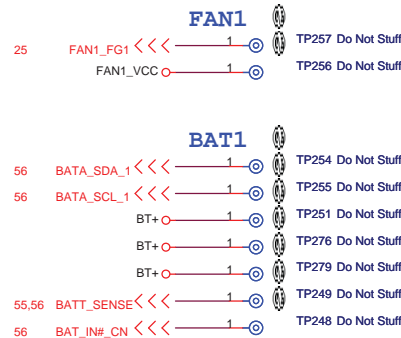 FAN1
25 FAN1_FG1 1 TP257 Do Not Stuff
FAN1_VCC 1 TP256 Do Not Stuff
BAT1
56 BATA_SDA_1 1 TP254 Do Not Stuff
56 BATA_SCL_1 1 TP255 Do Not Stuff
BT+ 1 TP251 Do Not Stuff
BT+ 1 TP276 Do Not Stuff
BT+ 1 TP279 Do Not Stuff
55,56 BATT_SENSE 1 TP249 Do Not Stuff
56 BAT_IN#_CN 1 TP248 Do Not Stuff